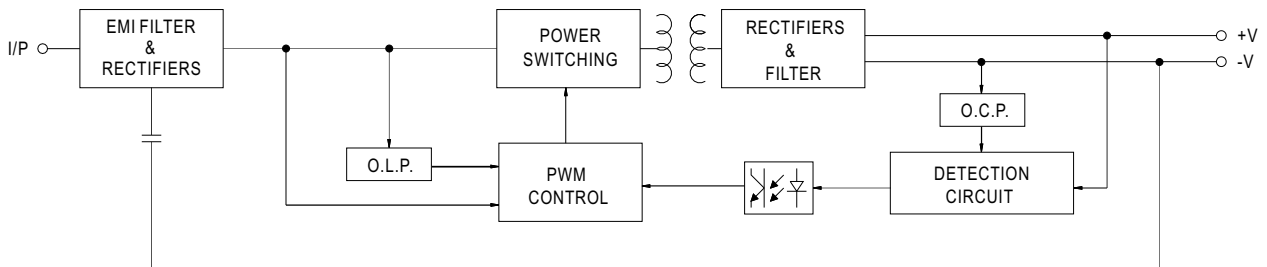 I/P
EMI FILTER
&
RECTIFIERS
POWER
SWITCHING
RECTIFIERS
&
FILTER
+V
-V
O.C.P.
O.L.P.
PWM
CONTROL
DETECTION
CIRCUIT